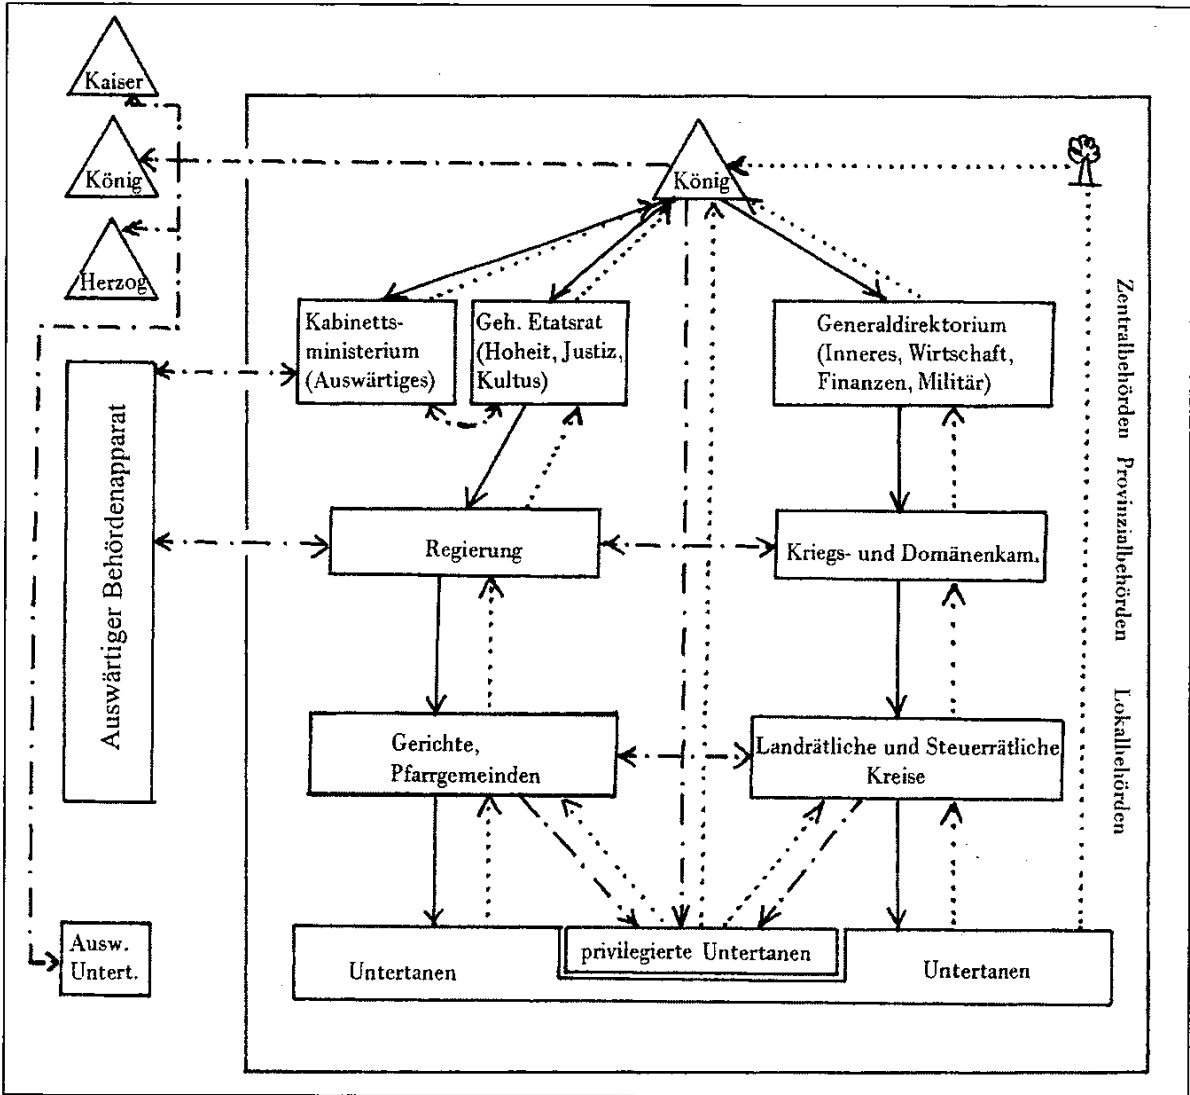 Kaiser
König
Herzog
König
Kabinetts-
ministerium
(Auswärtiges)
Geh. Etatsrat
(Hoheit, Justiz,
Kultus)
Generaldirektorium
(Inneres, Wirtschaft,
Finanzen, Militär)
Zentralbehörden
Auswärtiger Behördenapparat
Regierung
Kriegs- und Domänenkam.
Provinzialbehörden
Gerichte,
Pfarrgemeinden
Landrätliche und Steuerrätliche
Kreise
Lokalbehörden
Ausw.
Untert.
Untertanen
privilegierte Untertanen
Untertanen